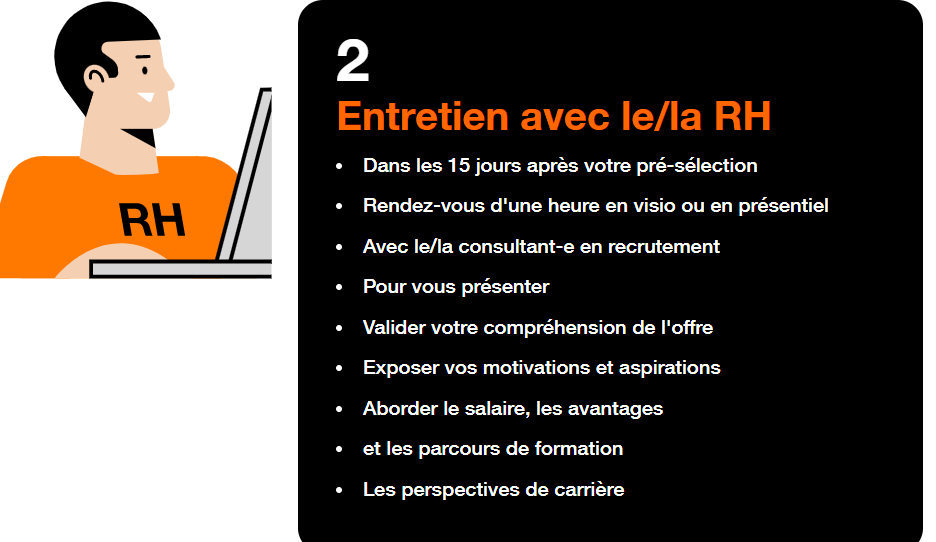 RH
2
Entretien avec le/la RH
• Dans les 15 jours après votre pré-sélection
• Rendez-vous d'une heure en visio ou en présentiel
• Avec le/la consultant-e en recrutement
• Pour vous présenter
• Valider votre compréhension de l'offre
• Exposer vos motivations et aspirations
• Aborder le salaire, les avantages
• et les parcours de formation
• Les perspectives de carrière